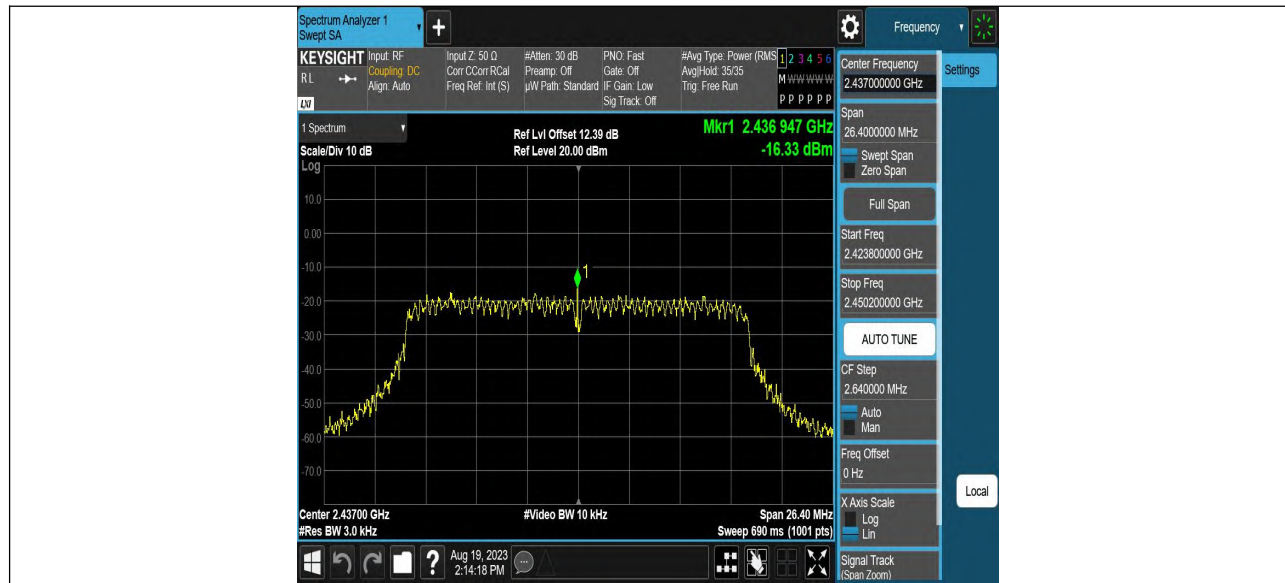 Spectrum Analyzer 1
Swept SA
+
Frequency
KEYSIGHT
RL
LXI
Input: RF
Coupling: DC
Align: Auto
Input Z: 50 Ω
Corr CCorr RCal
Freq Ref: Int (S)
#Atten: 30 dB
Preamp: Off
µW Path: Standard
PNO: Fast
Gate: Off
IF Gain: Low
Sig Track: Off
#Avg Type: Power (RMS
Avg|Hold: 35/35
Trig: Free Run
1 2 3 4 5 6
M W W W W W
P P P P P P
1 Spectrum
Scale/Div 10 dB
Log
Ref Lvl Offset 12.39 dB
Ref Level 20.00 dBm
Mkr1 2.436 947 GHz
-16.33 dBm
10.0
0.00
-10.0
-20.0
-30.0
-40.0
-50.0
-60.0
-70.0
1
Center 2.43700 GHz
#Res BW 3.0 kHz
#Video BW 10 kHz
Span 26.40 MHz
Sweep 690 ms (1001 pts)
?
Aug 19, 2023
2:14:18 PM
Center Frequency
2.437000000 GHz
Settings
Span
26.4000000 MHz
Swept Span
Zero Span
Full Span
Start Freq
2.423800000 GHz
Stop Freq
2.450200000 GHz
AUTO TUNE
CF Step
2.640000 MHz
Auto
Man
Freq Offset
0 Hz
X Axis Scale
Log
Lin
Local
Signal Track
(Span Zoom)